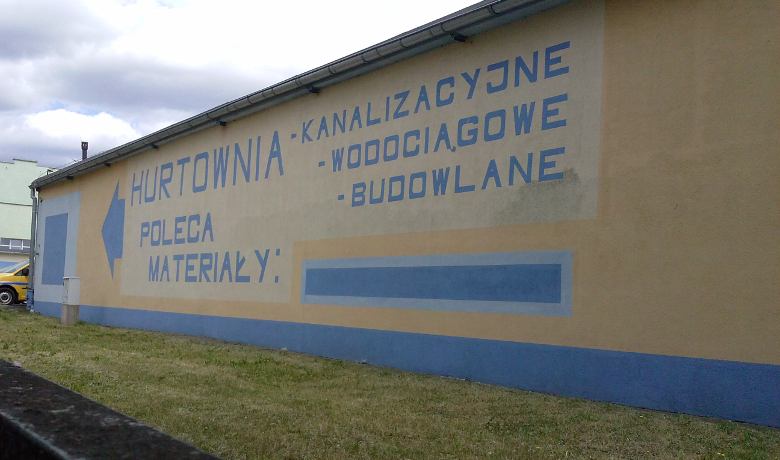 HURTOWNIA
POLECA
MATERIAŁY:
-KANALIZACYJNE
-WODOCIĄGOWE
-BUDOWLANE